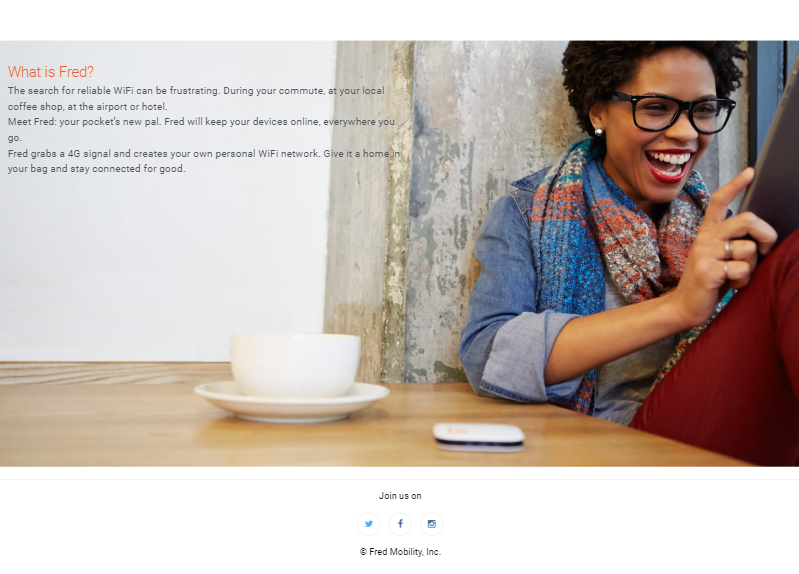 What is Fred?
The search for reliable WiFi can be frustrating. During your commute, at your local
coffee shop, at the airport or hotel.
Meet Fred: your pocket's new pal. Fred will keep your devices online, everywhere you
go.
Fred grabs a 4G signal and creates your own personal WiFi network. Give it a home in
your bag and stay connected for good.
Join us on
© Fred Mobility, Inc.